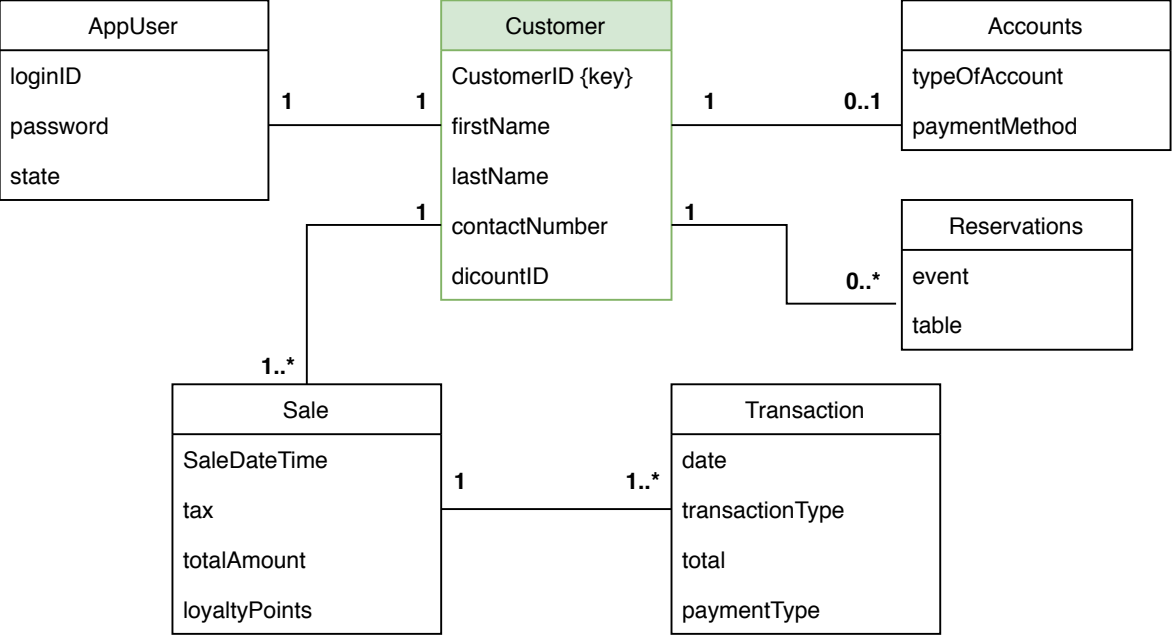 AppUser
loginID
password
state
1
1
Customer
CustomerID {key}
firstName
lastName
contactNumber
dicountID
1
0..1
Accounts
typeOfAccount
paymentMethod
1
0..*
Reservations
event
table
1
1..*
Sale
SaleDateTime
tax
totalAmount
loyaltyPoints
1
1..*
Transaction
date
transactionType
total
paymentType